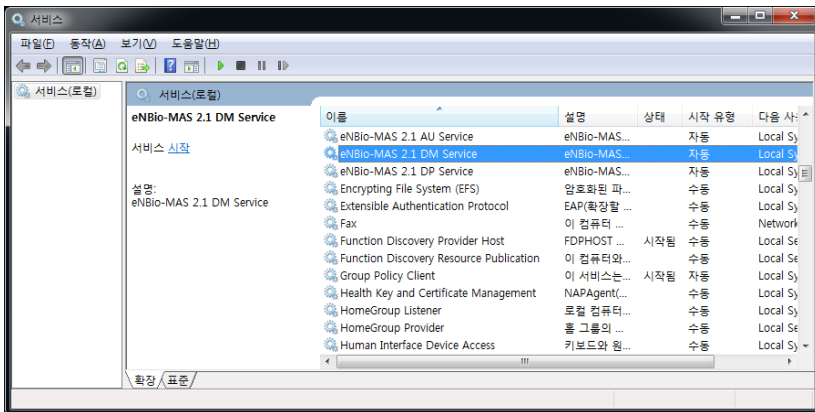 서비스
파일(F) 동작(A) 보기(V) 도움말(H)
서비스(로컬)
서비스(로컬)
eNBio-MAS 2.1 DM Service
서비스 시작
설명:
eNBio-MAS 2.1 DM Service
이름 설명 상태 시작 유형 다음 사
eNBio-MAS 2.1 AU Service eNBio-MAS... 자동 Local Sy
eNBio-MAS 2.1 DM Service eNBio-MAS... 자동 Local Sy
eNBio-MAS 2.1 DP Service eNBio-MAS... 자동 Local Sy
Encrypting File System (EFS) 암호화된 파... 수동 Local Sy
Extensible Authentication Protocol EAP(확장할 ... 수동 Local Sy
Fax 이 컴퓨터 ... 수동 Network
Function Discovery Provider Host FDPHOST ... 시작됨 수동 Local Se
Function Discovery Resource Publication 이 컴퓨터와... 수동 Local Se
Group Policy Client 이 서비스는... 시작됨 자동 Local Sy
Health Key and Certificate Management NAPAgent(... 수동 Local Sy
HomeGroup Listener 로컬 컴퓨터... 수동 Local Sy
HomeGroup Provider 홈 그룹의 ... 수동 Local Se
Human Interface Device Access 키보드와 원... 수동 Local Sy
확장 표준